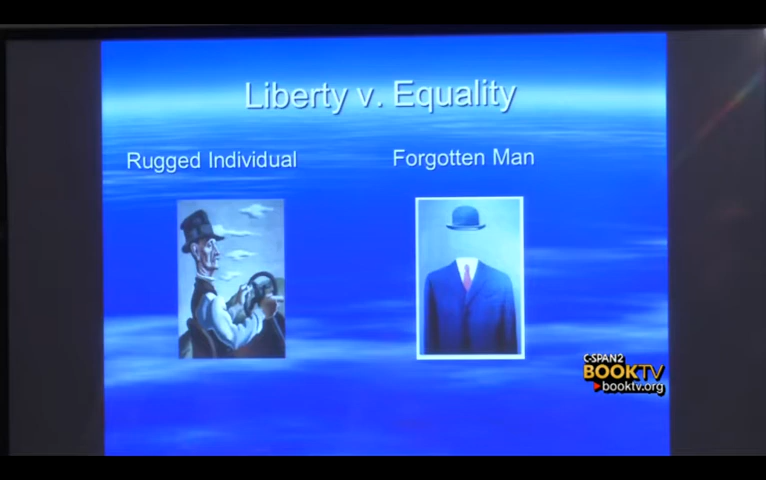 Liberty v. Equality
Rugged Individual
Forgotten Man
C-SPAN2
BOOKTV
booktv.org